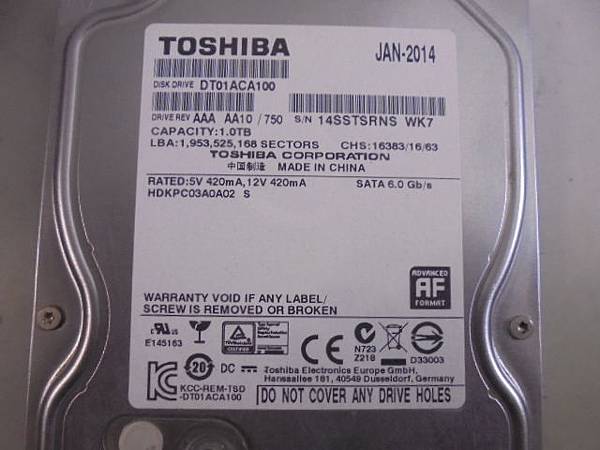 TOSHIBA
JAN-2014
DISK DRIVE DT01ACA100
DRIVE REV AAA AA10 / 750 S/N 14SSTSRNS WK7
CAPACITY:1.0TB
LBA:1,953,525,168 SECTORS CHS:16383/16/63
TOSHIBA CORPORATION
中国制造 MADE IN CHINA
RATED:5V 420mA,12V 420mA SATA 6.0 Gb/s
HDKPC03A0A02 S
ADVANCED
AF
FORMAT
WARRANTY VOID IF ANY LABEL/
SCREW IS REMOVED OR BROKEN
E145163
N723
Z218
D33003
20
DC
Toshiba Electronics Europe GmbH,
Hansaallee 181, 40549 Dusseldorf, Germany
KCC-REM-TSD
-DT01ACA100
DO NOT COVER ANY DRIVE HOLES